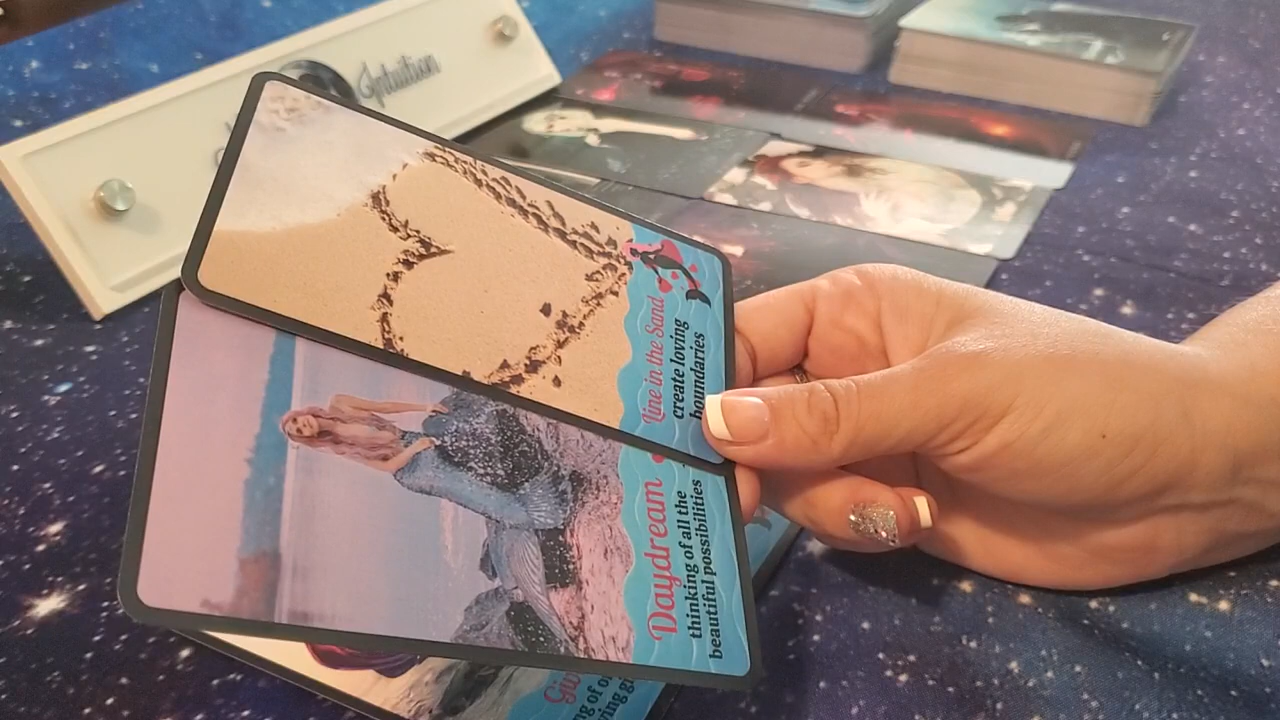 Intuition
Line in the Sand
create loving
boundaries
Daydream
thinking of all the
beautiful possibilities